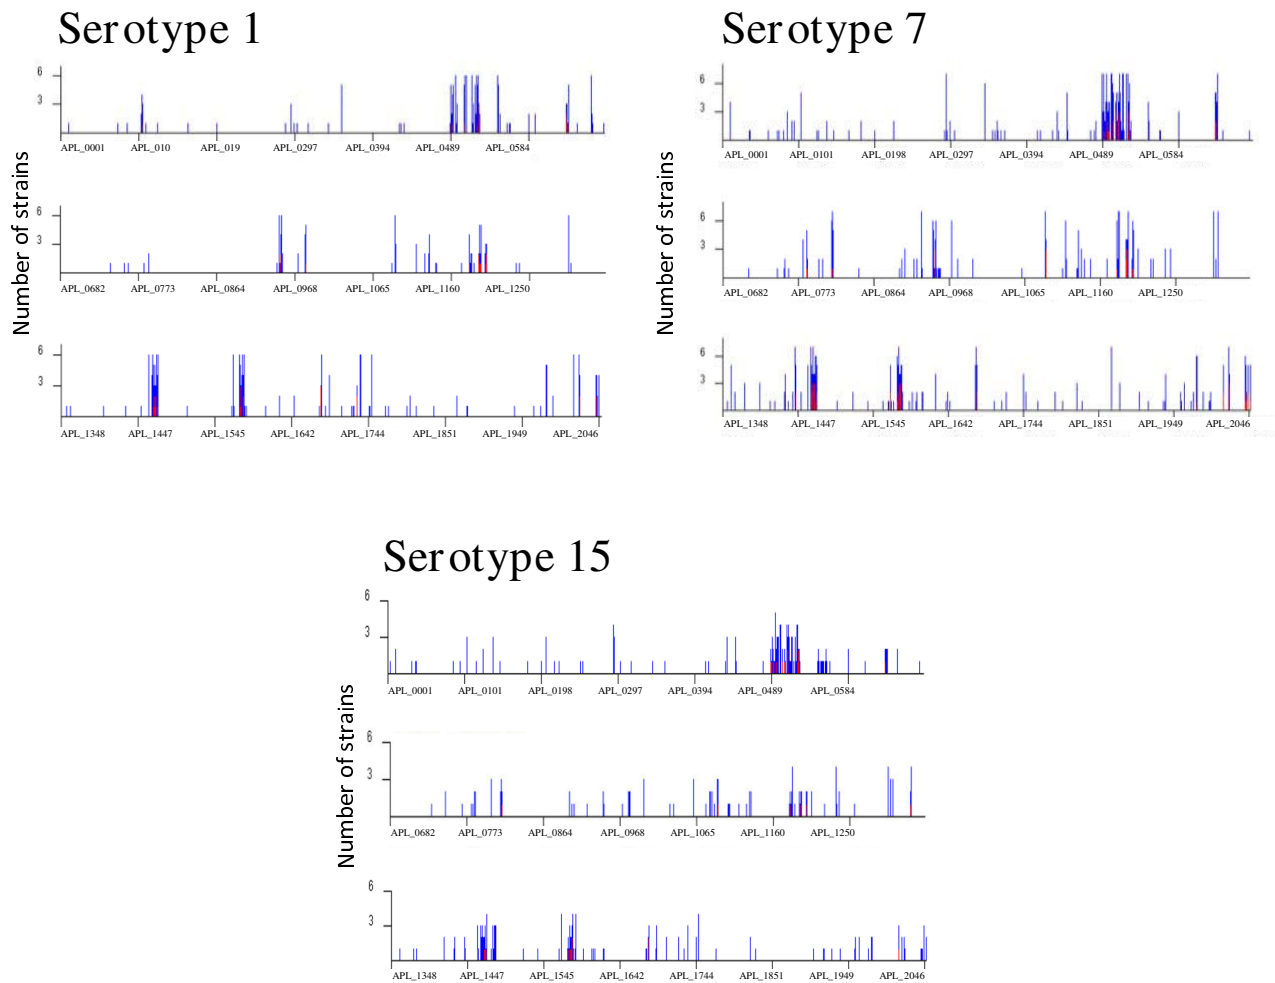 Serotype 1
6
3
APL_0001 APL_010 APL_019 APL_0297 APL_0394 APL_0489 APL_0584
Number of strains
6
3
APL_0682 APL_0773 APL_0864 APL_0968 APL_1065 APL_1160 APL_1250
6
3
APL_1348 APL_1447 APL_1545 APL_1642 APL_1744 APL_1851 APL_1949 APL_2046
Serotype 7
6
3
APL_0001 APL_0101 APL_0198 APL_0297 APL_0394 APL_0489 APL_0584
Number of strains
6
3
APL_0682 APL_0773 APL_0864 APL_0968 APL_1065 APL_1160 APL_1250
6
3
APL_1348 APL_1447 APL_1545 APL_1642 APL_1744 APL_1851 APL_1949 APL_2046
Serotype 15
6
3
APL_0001 APL_0101 APL_0198 APL_0297 APL_0394 APL_0489 APL_0584
Number of strains
6
3
APL_0682 APL_0773 APL_0864 APL_0968 APL_1065 APL_1160 APL_1250
6
3
APL_1348 APL_1447 APL_1545 APL_1642 APL_1744 APL_1851 APL_1949 APL_2046